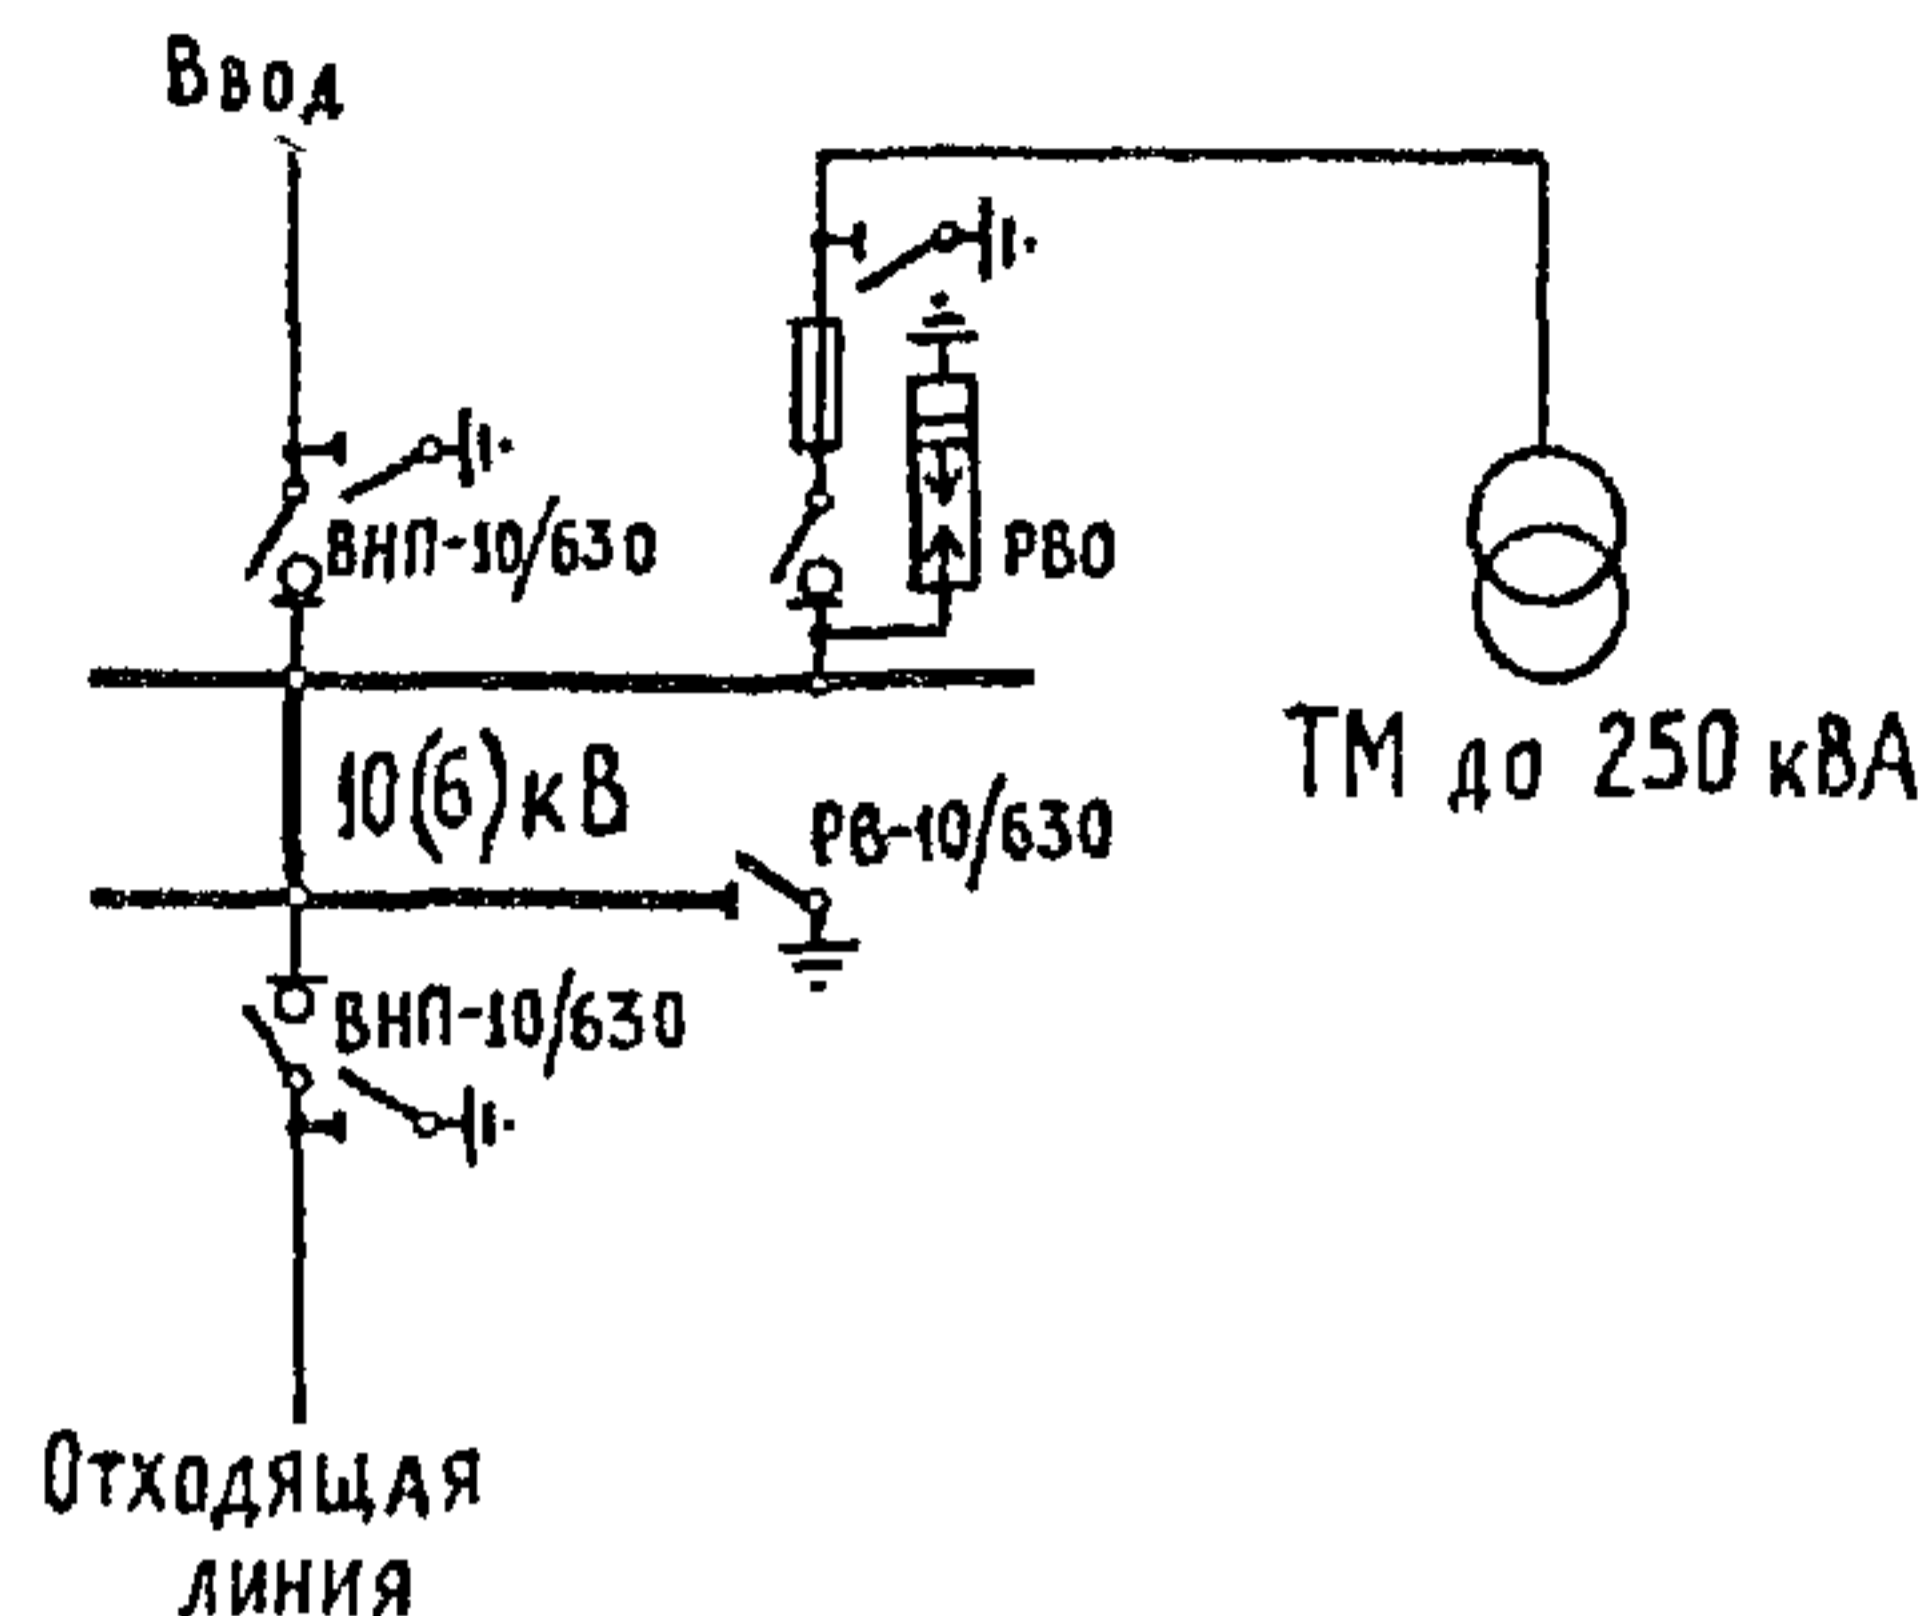 Ввод
ВНП-10/630
РВО
10(6)кВ
ТМ до 250 кВА
РВ-10/630
ВНП-10/630
Отходящая
линия